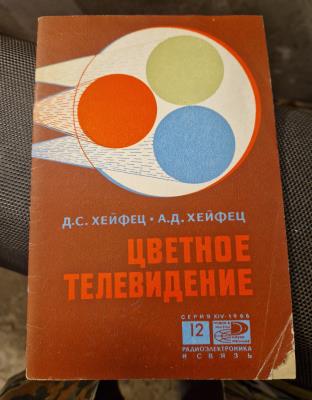 Д.С. ХЕЙФЕЦ • А.Д. ХЕЙФЕЦ
ЦВЕТНОЕ
ТЕЛЕВИДЕНИЕ
СЕРИЯ XIV-1966
12
РАДИОЭЛЕКТРОНИКА
И СВЯЗЬ